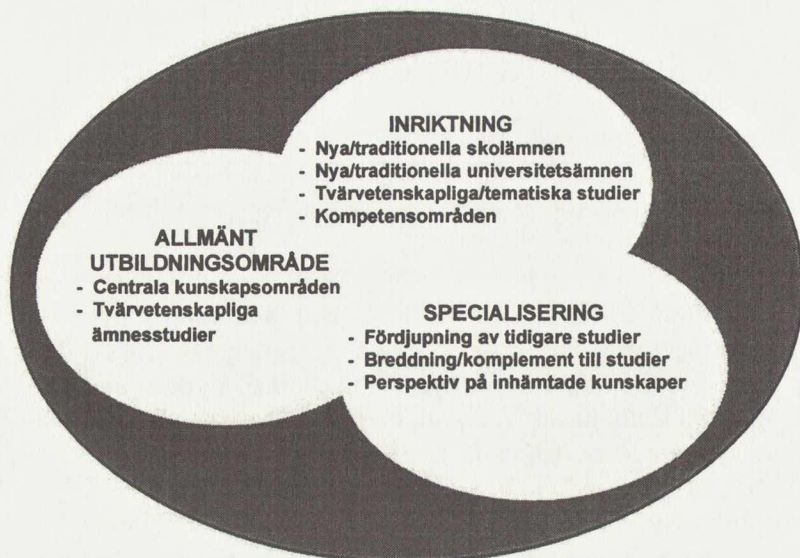 INRIKTNING
- Nya/traditionella skolämnen
- Nya/traditionella universitetsämnen
- Tvärvetenskapliga/tematiska studier
- Kompetensområden
ALLMÄNT
UTBILDNINGSOMRÅDE
- Centrala kunskapsområden
- Tvärvetenskapliga
ämnesstudier
SPECIALISERING
- Fördjupning av tidigare studier
- Breddning/komplement till studier
- Perspektiv på inhämtade kunskaper